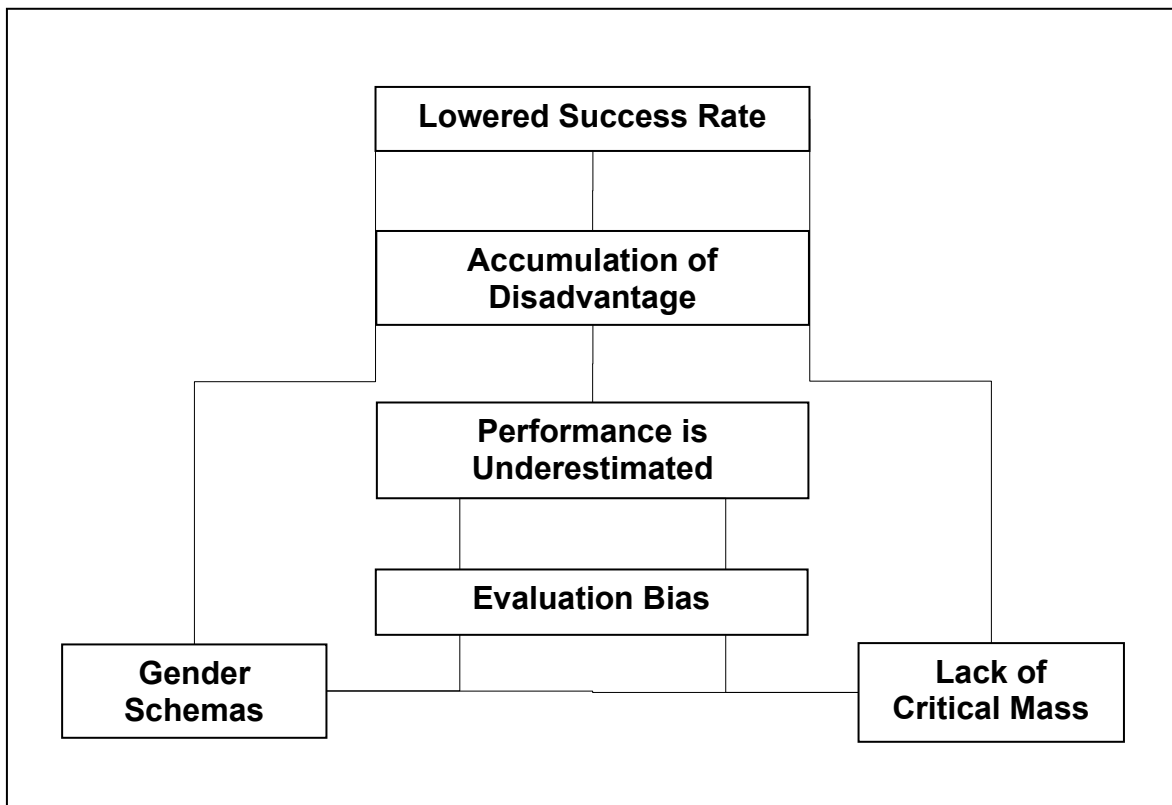 Lowered Success Rate
Accumulation of
Disadvantage
Performance is
Underestimated
Evaluation Bias
Gender
Schemas
Lack of
Critical Mass